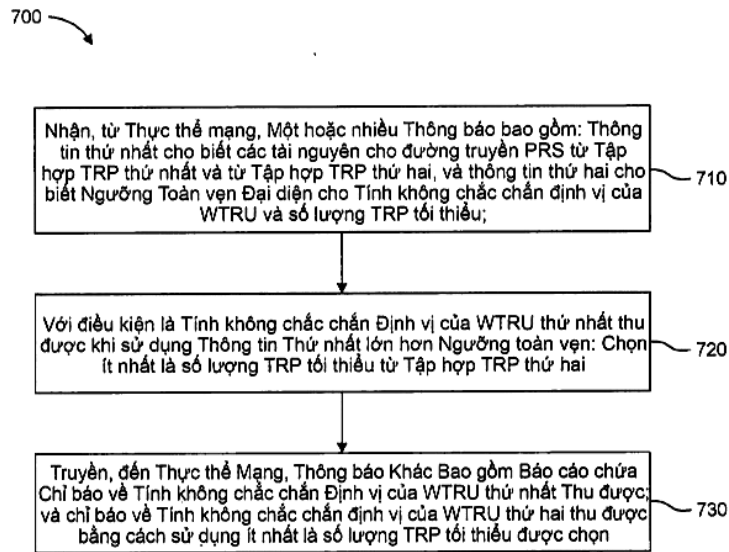 700
Nhận, từ Thực thể mạng, Một hoặc nhiều Thông báo bao gồm: Thông
tin thứ nhất cho biết các tài nguyên cho đường truyền PRS từ Tập
hợp TRP thứ nhất và từ Tập hợp TRP thứ hai, và thông tin thứ hai cho
biết Ngưỡng Toàn vẹn Đại diện cho Tính không chắc chắn định vị của
WTRU và số lượng TRP tối thiểu;
710
Với điều kiện là Tính không chắc chắn Định vị của WTRU thứ nhất thu
được khi sử dụng Thông tin Thứ nhất lớn hơn Ngưỡng toàn vẹn: Chọn
ít nhất là số lượng TRP tối thiểu từ Tập hợp TRP thứ hai
720
Truyền, đến Thực thể Mạng, Thông báo Khác Bao gồm Báo cáo chứa
Chỉ báo về Tính không chắc chắn Định vị của WTRU thứ nhất Thu được;
và chỉ báo về Tính không chắc chắn định vị của WTRU thứ hai thu được
bằng cách sử dụng ít nhất là số lượng TRP tối thiểu được chọn
730